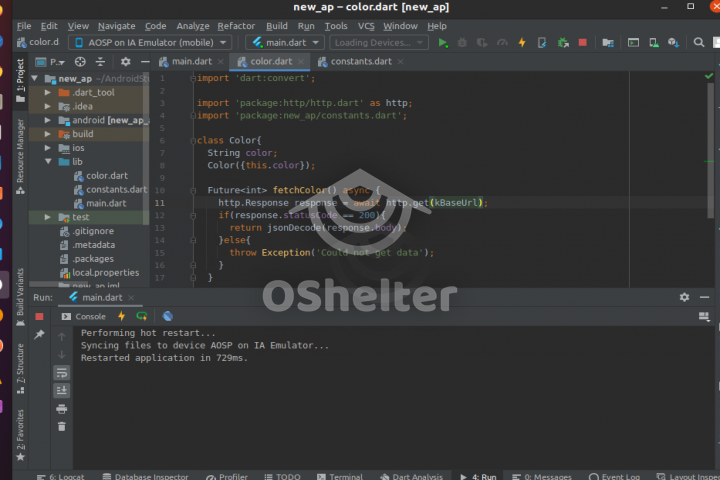 new_ap – color.dart [new_ap]
File Edit View Navigate Code Analyze Refactor Build Run Tools VCS Window Help
color.d AOSP on IA Emulator (mobile) main.dart Loading Devices...
P.. main.dart color.dart constants.dart
1: Project
Resource Manager
Build Variants
7: Structure
2: Favorites
new_ap ~/AndroidStu
.dart_tool
.idea
android [new_ap_a
build
ios
lib
color.dart
constants.dart
main.dart
test
.gitignore
.metadata
.packages
local.properties
new_ap.iml
1 import 'dart:convert';
2
3 import 'package:http/http.dart' as http;
4 import 'package:new_ap/constants.dart';
5
6 class Color{
7 String color;
8 Color({this.color});
9
10 Future<int> fetchColor() async {
11 http.Response response = await http.get(kBaseUrl);
12 if(response.statusCode == 200){
13 return jsonDecode(response.body);
14 }else{
15 throw Exception('Could not get data');
16 }
17 }
OShelter
Run: main.dart
Console
Performing hot restart...
Syncing files to device AOSP on IA Emulator...
Restarted application in 729ms.
6: Logcat Database Inspector Profiler TODO Terminal Dart Analysis 4: Run 0: Messages Event Log Layout Inspec